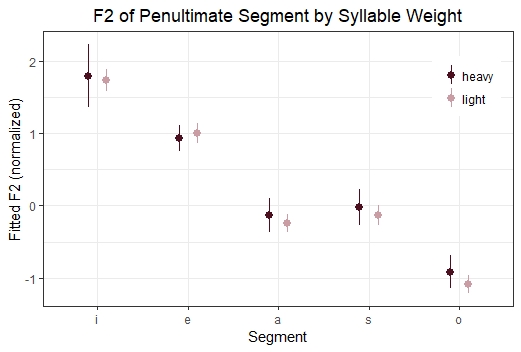 F2 of Penultimate Segment by Syllable Weight
Fitted F2 (normalized)
2
1
0
-1
heavy
light
i e a s o
Segment